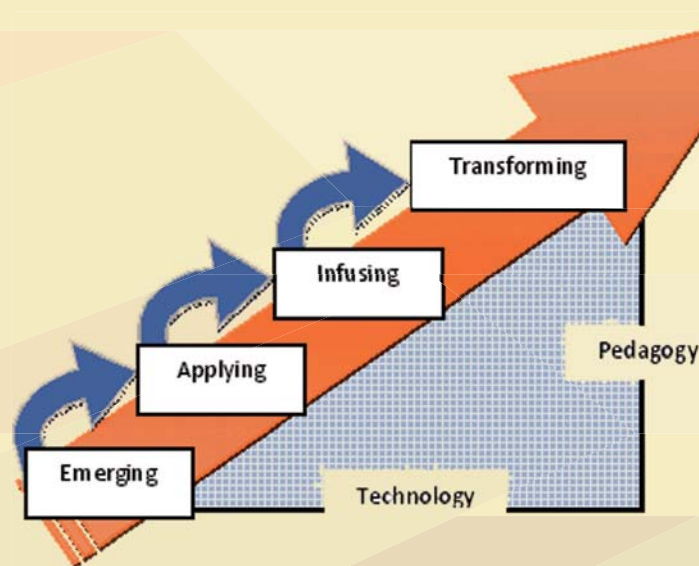 Transforming
Infusing
Pedagogy
Applying
Emerging
Technology